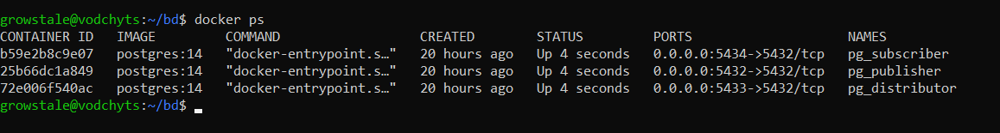 growstale@vodchyts:~/bd$ docker ps
CONTAINER ID   IMAGE         COMMAND                  CREATED        STATUS         PORTS                    NAMES
b59e2b8c9e07   postgres:14   "docker-entrypoint.s…"   20 hours ago   Up 4 seconds   0.0.0.0:5434->5432/tcp   pg_subscriber
25b66dc1a849   postgres:14   "docker-entrypoint.s…"   20 hours ago   Up 4 seconds   0.0.0.0:5432->5432/tcp   pg_publisher
72e006f540ac   postgres:14   "docker-entrypoint.s…"   20 hours ago   Up 4 seconds   0.0.0.0:5433->5432/tcp   pg_distributor
growstale@vodchyts:~/bd$